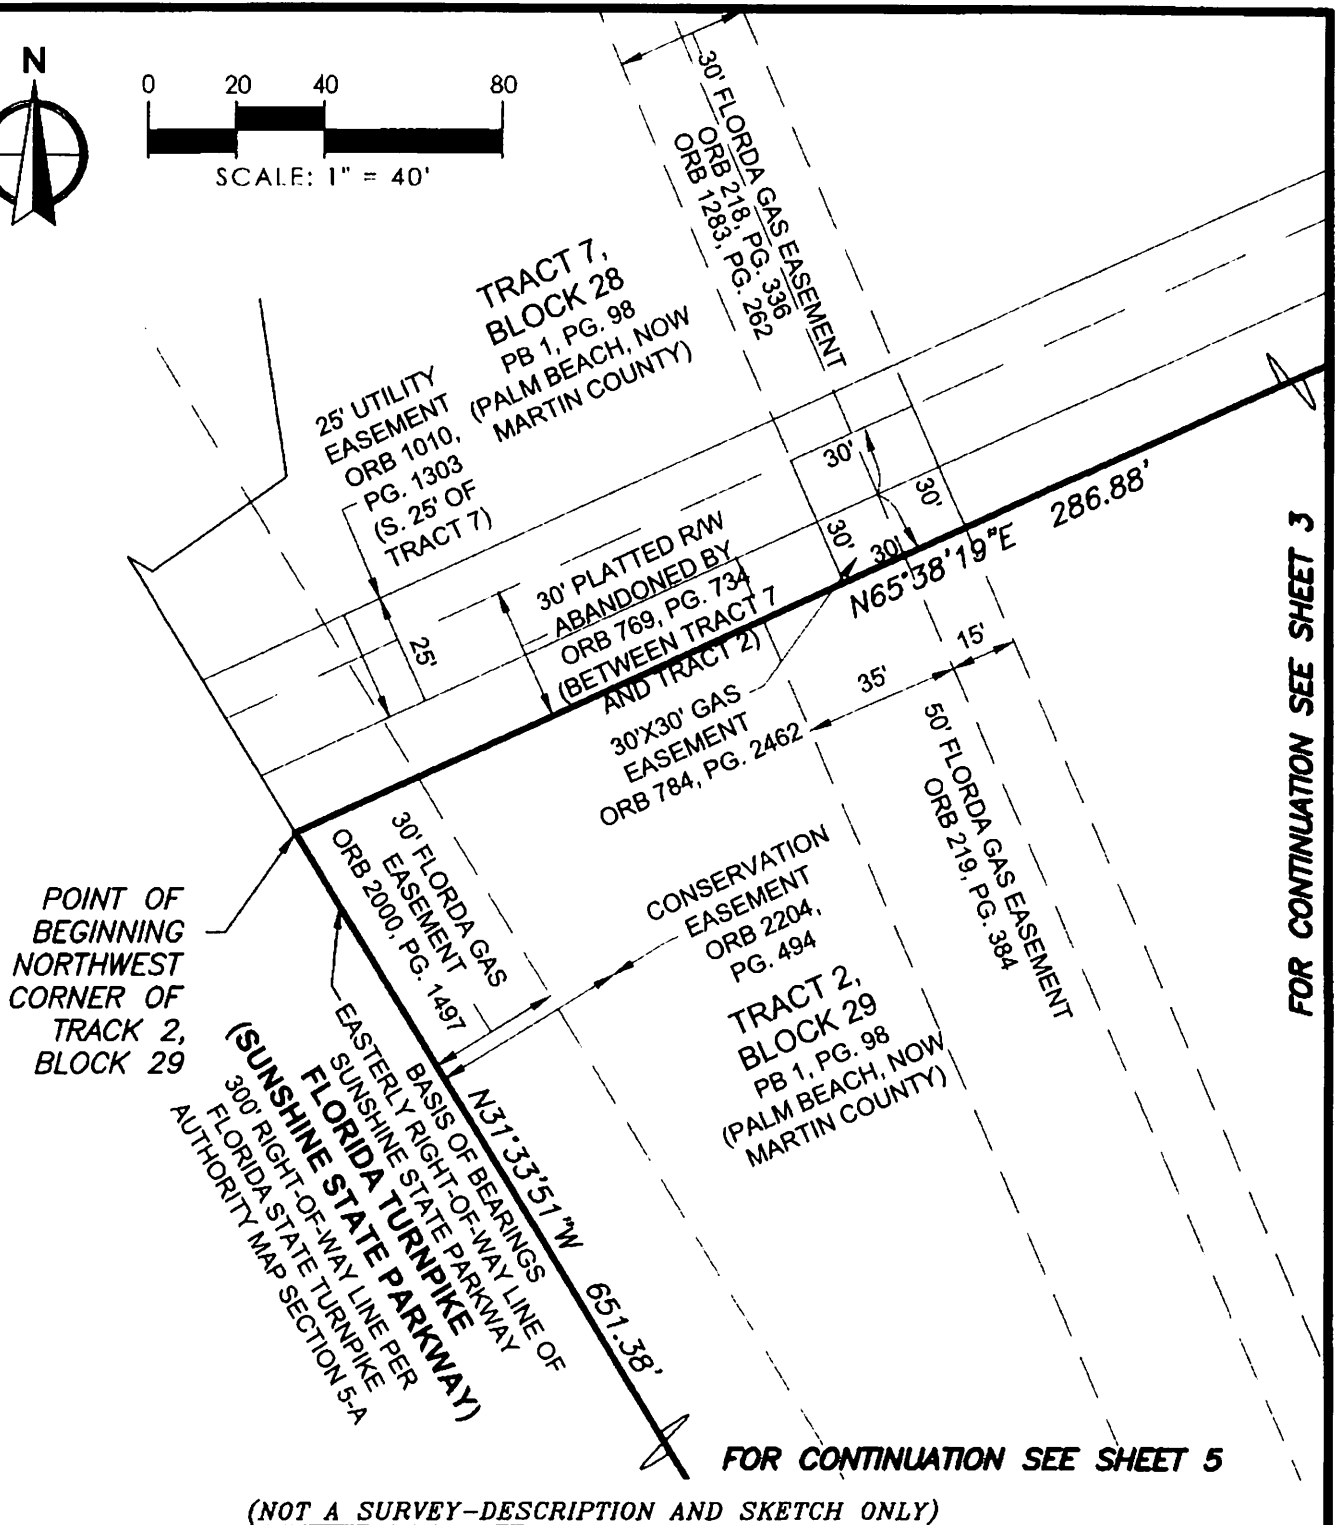 N
0 20 40 80
SCALE: 1" = 40'
30' FLORDA GAS EASEMENT
ORB 218, PG. 336
ORB 1283, PG. 262
TRACT 7,
BLOCK 28
PB 1, PG. 98
(PALM BEACH, NOW
MARTIN COUNTY)
25' UTILITY
EASEMENT
ORB 1010,
PG. 1303
(S. 25' OF
TRACT 7)
25'
30' PLATTED R/W
ABANDONED BY
ORB 769, PG. 734
(BETWEEN TRACT 7
AND TRACT 2)
30'
30'
30'
30'
N65°38'19"E 286.88'
30'X30' GAS
EASEMENT
ORB 784, PG. 2462
35'
15'
50' FLORDA GAS EASEMENT
ORB 219, PG. 384
FOR CONTINUATION SEE SHEET 3
30' FLORDA GAS
EASEMENT
ORB 2000, PG. 1497
CONSERVATION
EASEMENT
ORB 2204,
PG. 494
TRACT 2,
BLOCK 29
PB 1, PG. 98
(PALM BEACH, NOW
MARTIN COUNTY)
POINT OF
BEGINNING
NORTHWEST
CORNER OF
TRACK 2,
BLOCK 29
N31°33'51"W 651.38'
BASIS OF BEARINGS
EASTERLY RIGHT-OF-WAY LINE OF
SUNSHINE STATE PARKWAY
FLORIDA TURNPIKE
(SUNSHINE STATE PARKWAY)
300' RIGHT-OF-WAY LINE PER
FLORIDA STATE TURNPIKE
AUTHORITY MAP SECTION 5-A
FOR CONTINUATION SEE SHEET 5
(NOT A SURVEY-DESCRIPTION AND SKETCH ONLY)